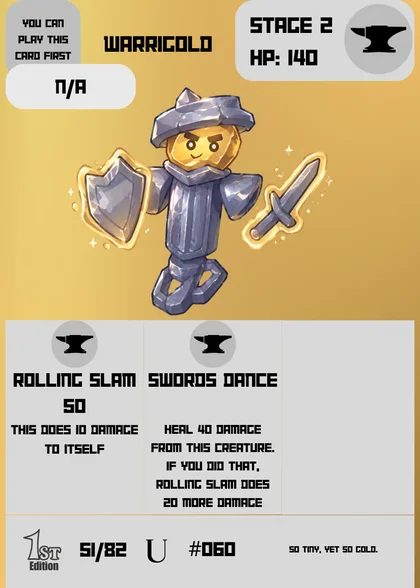 YOU CAN
PLAY THIS
CARD FIRST
WARRIGOLD
STAGE 2
HP: 140
N/A
ROLLING SLAM
50
THIS DOES 10 DAMAGE
TO ITSELF
SWORDS DANCE
HEAL 40 DAMAGE
FROM THIS CREATURE.
IF YOU DID THAT,
ROLLING SLAM DOES
20 MORE DAMAGE
1ST
Edition
51/82
U
#060
SO TINY, YET SO GOLD.